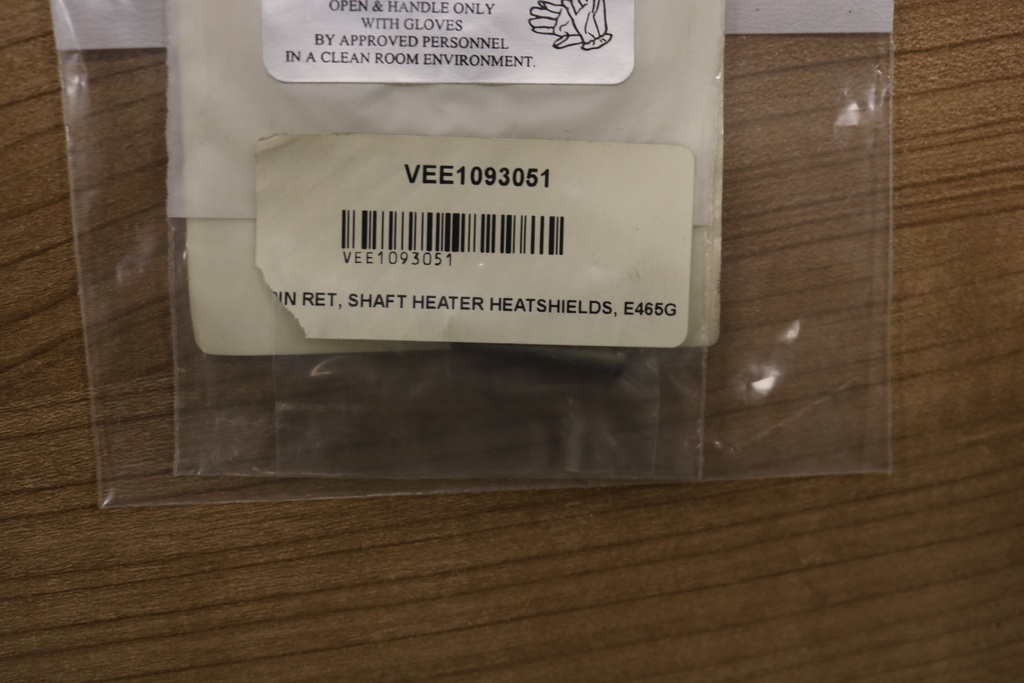 OPEN & HANDLE ONLY
WITH GLOVES
BY APPROVED PERSONNEL
IN A CLEAN ROOM ENVIRONMENT.
VEE1093051
VEE1093051
IN RET, SHAFT HEATER HEATSHIELDS, E465G